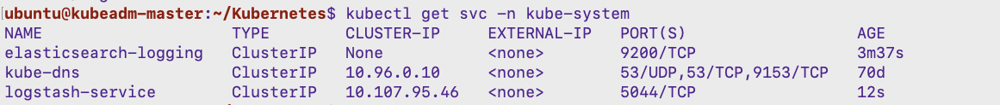 ubuntu@kubeadm-master:~/Kubernetes$ kubectl get svc -n kube-system
NAME TYPE CLUSTER-IP EXTERNAL-IP PORT(S) AGE
elasticsearch-logging ClusterIP None <none> 9200/TCP 3m37s
kube-dns ClusterIP 10.96.0.10 <none> 53/UDP,53/TCP,9153/TCP 70d
logstash-service ClusterIP 10.107.95.46 <none> 5044/TCP 12s